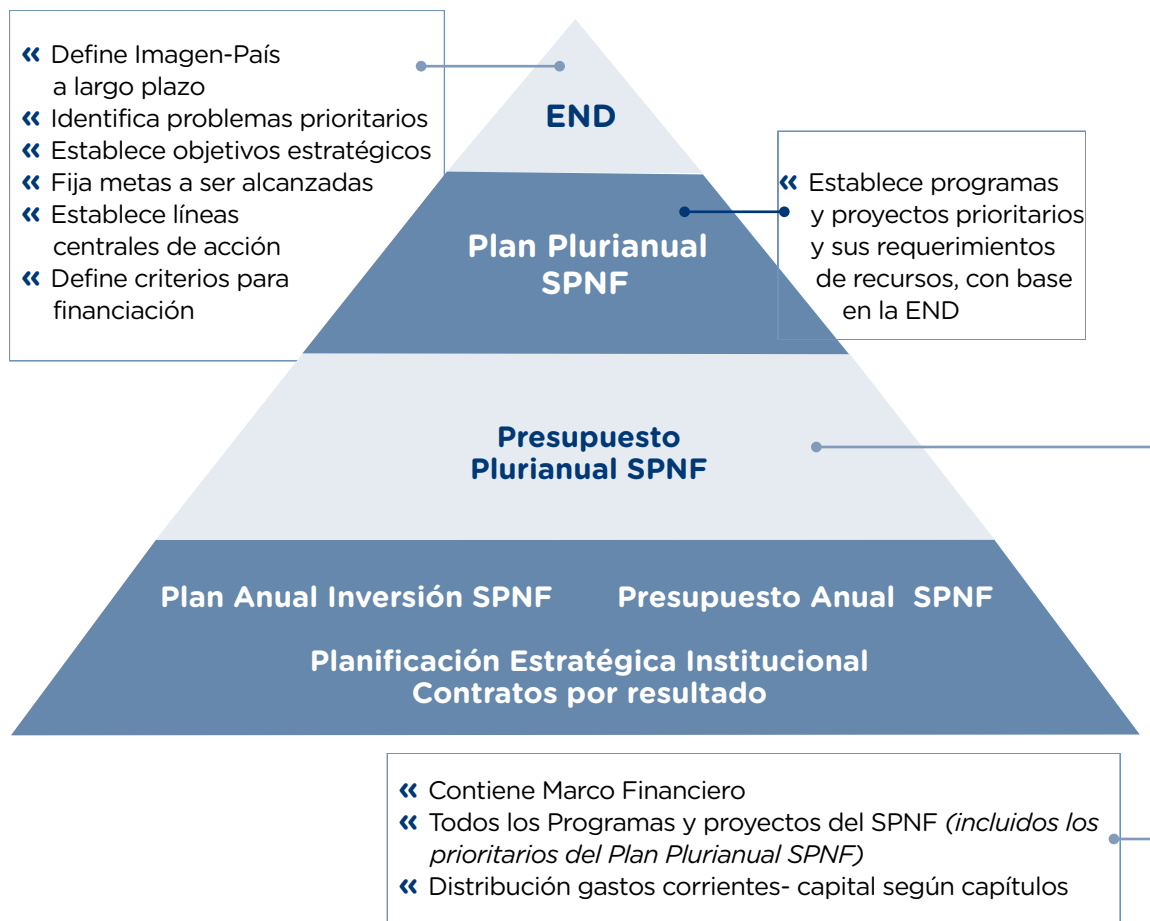 « Define Imagen-País
a largo plazo
« Identifica problemas prioritarios
« Establece objetivos estratégicos
« Fija metas a ser alcanzadas
« Establece líneas
centrales de acción
« Define criterios para
financiación
END
« Establece programas
y proyectos prioritarios
y sus requerimientos
de recursos, con base
en la END
Plan Plurianual
SPNF
Presupuesto
Plurianual SPNF
Plan Anual Inversión SPNF
Presupuesto Anual SPNF
Planificación Estratégica Institucional
Contratos por resultado
« Contiene Marco Financiero
« Todos los Programas y proyectos del SPNF (incluidos los
prioritarios del Plan Plurianual SPNF)
« Distribución gastos corrientes- capital según capítulos